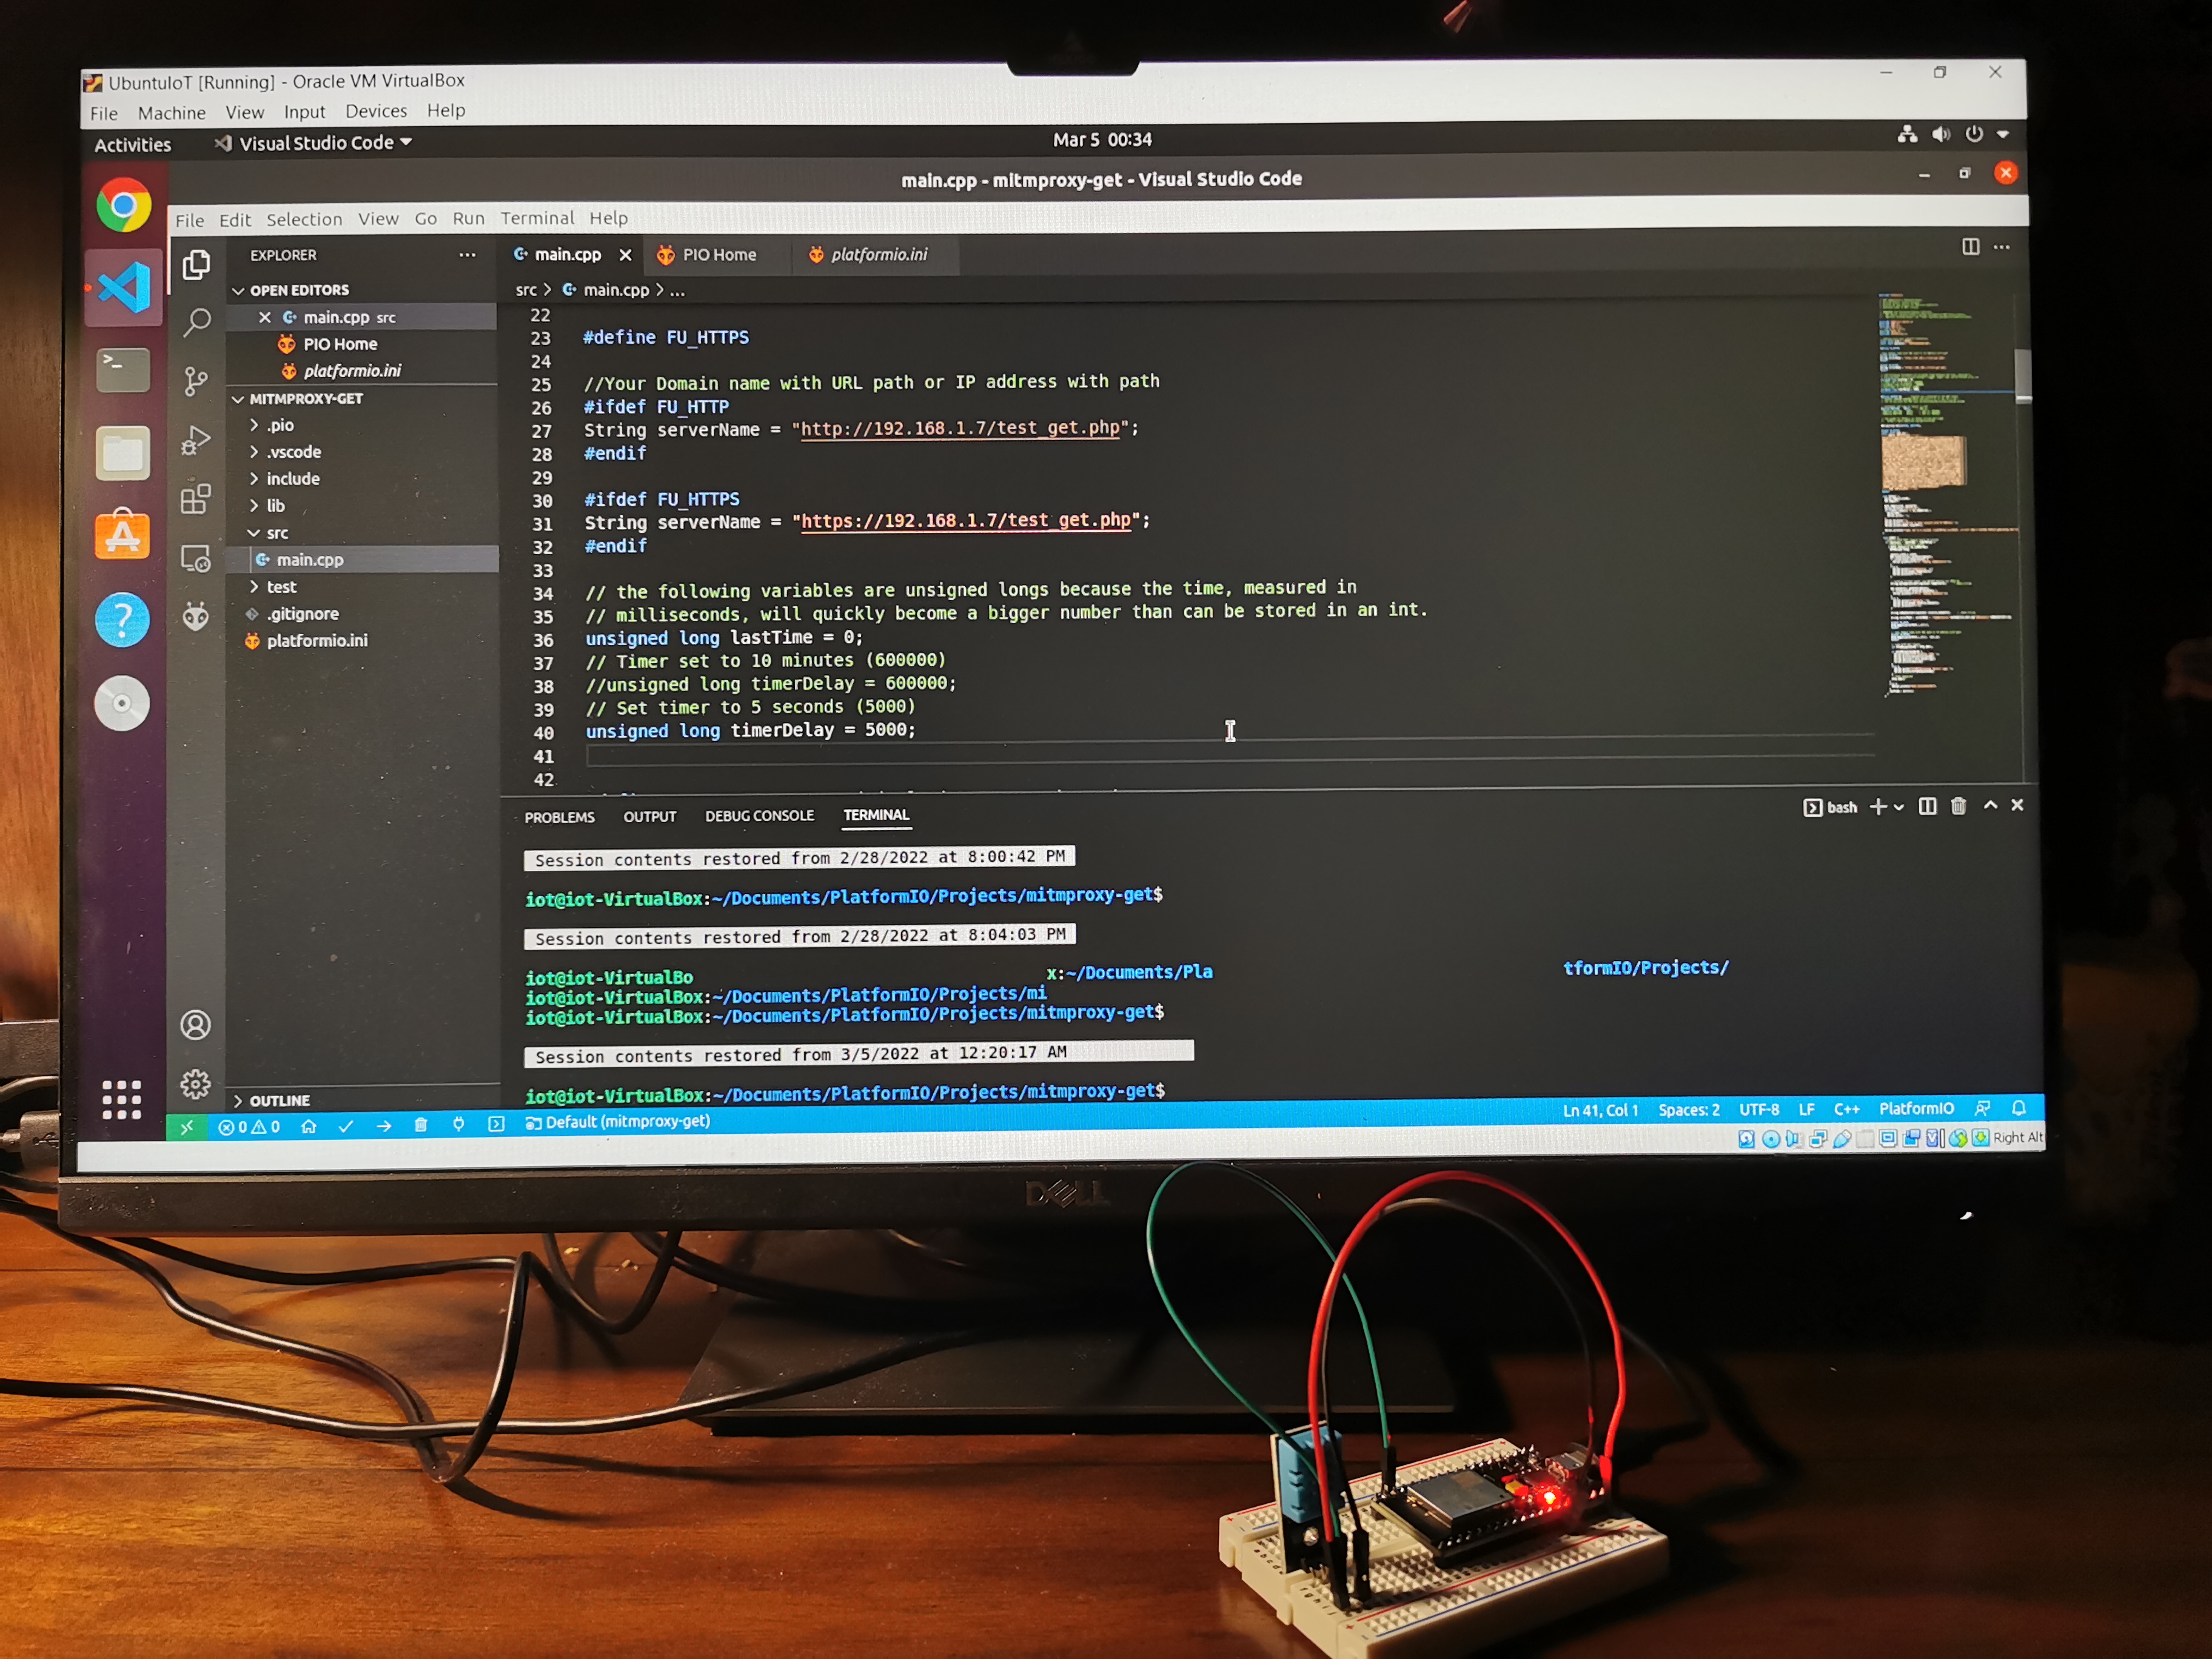 UbuntuIoT [Running] - Oracle VM VirtualBox
File Machine View Input Devices Help
Activities Visual Studio Code Mar 5 00:34
main.cpp - mitmproxy-get - Visual Studio Code
File Edit Selection View Go Run Terminal Help
EXPLORER
OPEN EDITORS
main.cpp src
PIO Home
platformio.ini
MITMPROXY-GET
.pio
.vscode
include
lib
src
main.cpp
test
.gitignore
platformio.ini
OUTLINE
main.cpp PIO Home platformio.ini
src > main.cpp > ...
22
23 #define FU_HTTPS
24
25 //Your Domain name with URL path or IP address with path
26 #ifdef FU_HTTP
27 String serverName = "http://192.168.1.7/test_get.php";
28 #endif
29
30 #ifdef FU_HTTPS
31 String serverName = "https://192.168.1.7/test_get.php";
32 #endif
33
34 // the following variables are unsigned longs because the time, measured in
35 // milliseconds, will quickly become a bigger number than can be stored in an int.
36 unsigned long lastTime = 0;
37 // Timer set to 10 minutes (600000)
38 //unsigned long timerDelay = 600000;
39 // Set timer to 5 seconds (5000)
40 unsigned long timerDelay = 5000;
41
42
PROBLEMS OUTPUT DEBUG CONSOLE TERMINAL bash
Session contents restored from 2/28/2022 at 8:00:42 PM
iot@iot-VirtualBox:~/Documents/PlatformIO/Projects/mitmproxy-get$
Session contents restored from 2/28/2022 at 8:04:03 PM
iot@iot-VirtualBo x:~/Documents/Pla tformIO/Projects/
iot@iot-VirtualBox:~/Documents/PlatformIO/Projects/mi
iot@iot-VirtualBox:~/Documents/PlatformIO/Projects/mitmproxy-get$
Session contents restored from 3/5/2022 at 12:20:17 AM
iot@iot-VirtualBox:~/Documents/PlatformIO/Projects/mitmproxy-get$
0 0 Default (mitmproxy-get) Ln 41, Col 1 Spaces: 2 UTF-8 LF C++ PlatformIO
Right Alt
DELL